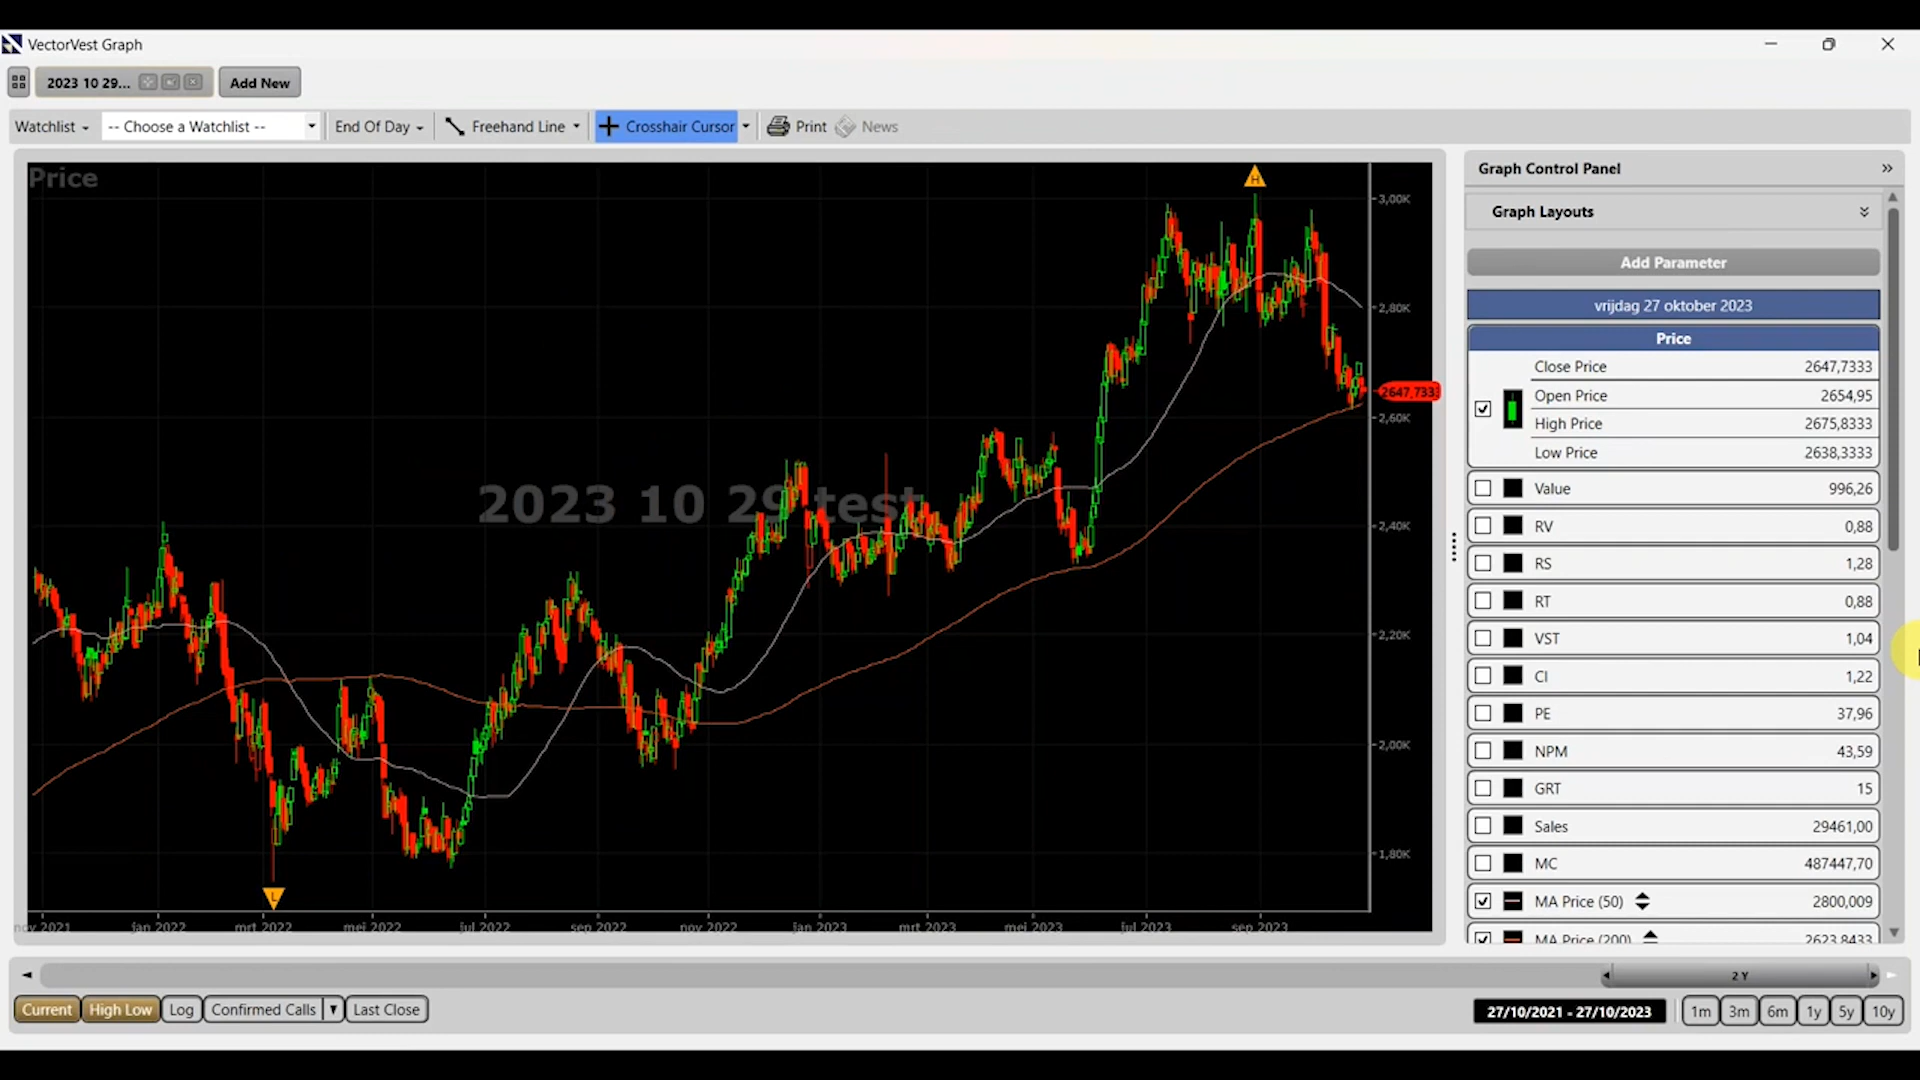 VectorVest Graph
2023 10 29... Add New
Watchlist -- Choose a Watchlist -- End Of Day Freehand Line Crosshair Cursor Print News
Price
H
3,00K
2,80K
2647,733
2,60K
2023 10 29 test
2,40K
2,20K
2,00K
1,80K
L
nov 2021 jan 2022 mrt 2022 mei 2022 jul 2022 sep 2022 nov 2022 jan 2023 mrt 2023 mei 2023 jul 2023 sep 2023
Graph Control Panel
Graph Layouts
Add Parameter
vrijdag 27 oktober 2023
Price
Close Price 2647,7333
Open Price 2654,95
High Price 2675,8333
Low Price 2638,3333
Value 996,26
RV 0,88
RS 1,28
RT 0,88
VST 1,04
CI 1,22
PE 37,96
NPM 43,59
GRT 15
Sales 29461,00
MC 487447,70
MA Price (50) 2800,009
MA Price (200) 2623,8433
2 Y
Current High Low Log Confirmed Calls Last Close 27/10/2021 - 27/10/2023 1m 3m 6m 1y 5y 10y